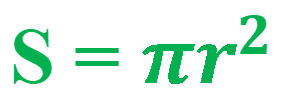 S = πr²